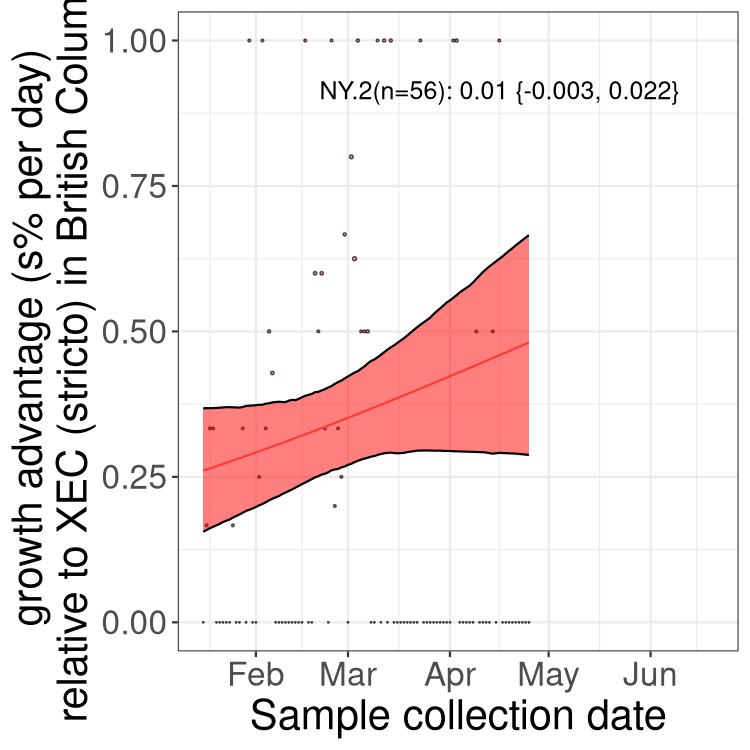 growth advantage (s% per day)
relative to XEC (stricto) in British Colum
1.00
0.75
0.50
0.25
0.00
NY.2(n=56): 0.01 {-0.003, 0.022}
Feb Mar Apr May Jun
Sample collection date